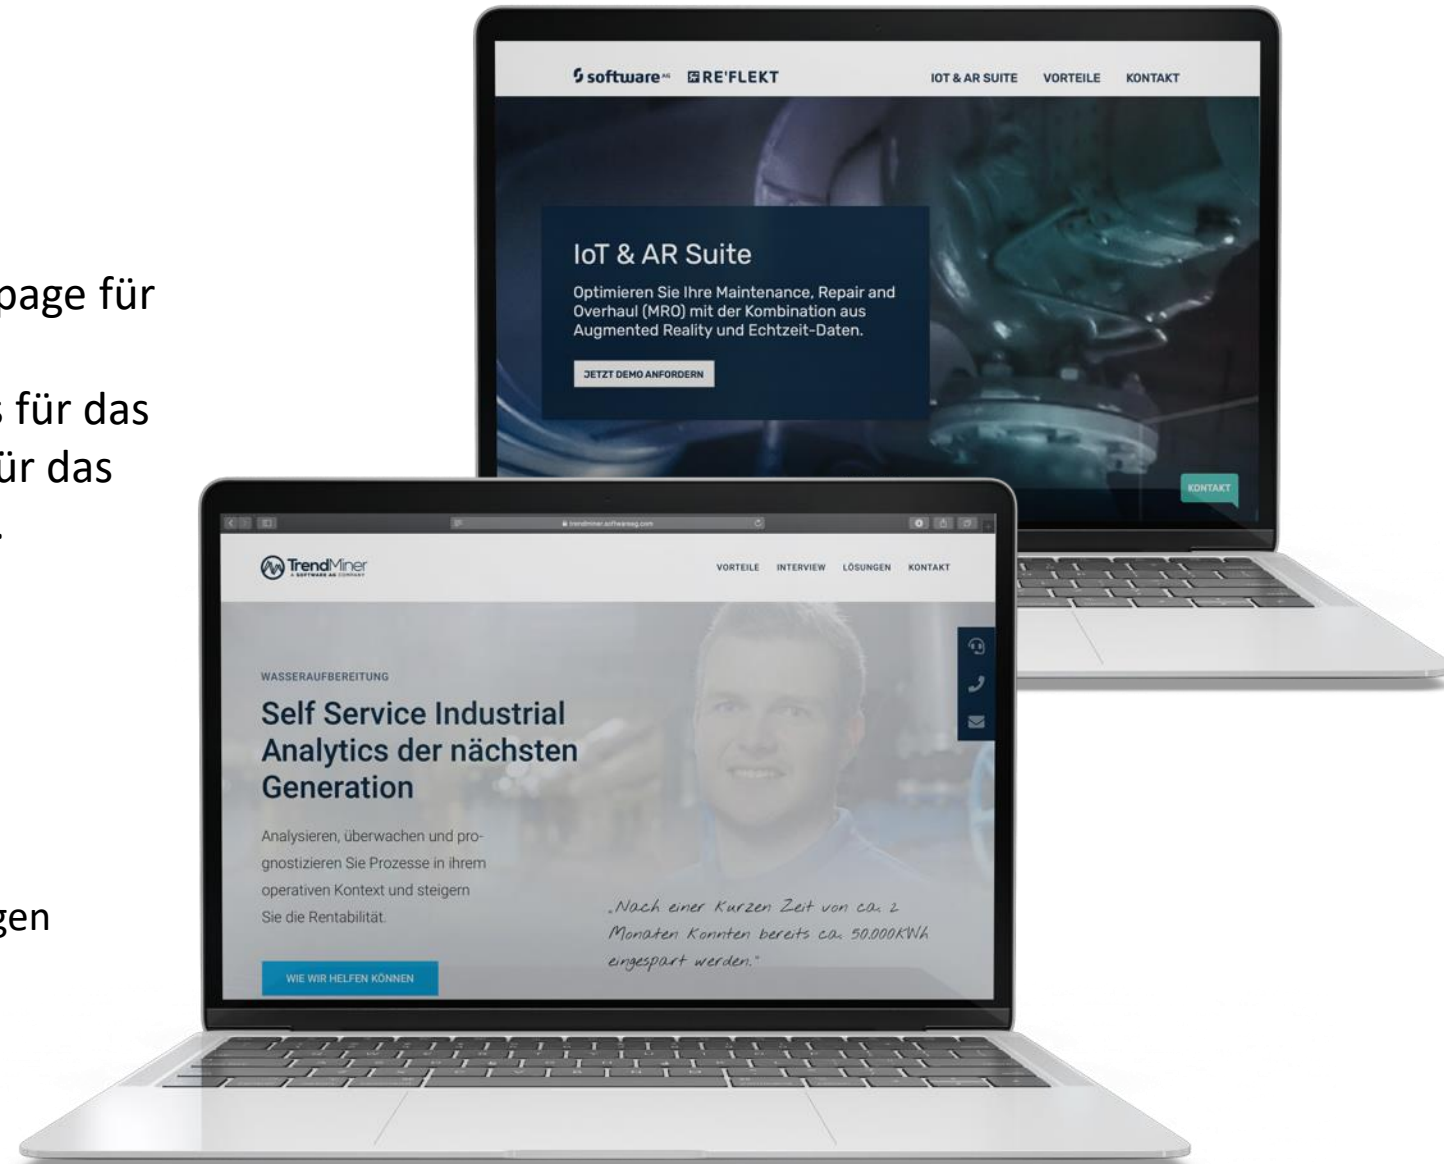 page für
für das
ür das
gen
software AG RE'FLEKT IOT & AR SUITE VORTEILE KONTAKT
IoT & AR Suite
Optimieren Sie Ihre Maintenance, Repair and
Overhaul (MRO) mit der Kombination aus
Augmented Reality und Echtzeit-Daten.
JETZT DEMO ANFORDERN
KONTAKT
trendminer.softwareag.com
TrendMiner VORTEILE INTERVIEW LÖSUNGEN KONTAKT
A SOFTWARE AG COMPANY
WASSERAUFBEREITUNG
Self Service Industrial
Analytics der nächsten
Generation
Analysieren, überwachen und pro-
gnostizieren Sie Prozesse in ihrem
operativen Kontext und steigern
Sie die Rentabilität.
„Nach einer Kurzen Zeit von ca. 2
Monaten Konnten bereits ca. 50.000KWh
eingespart werden."
WIE WIR HELFEN KÖNNEN